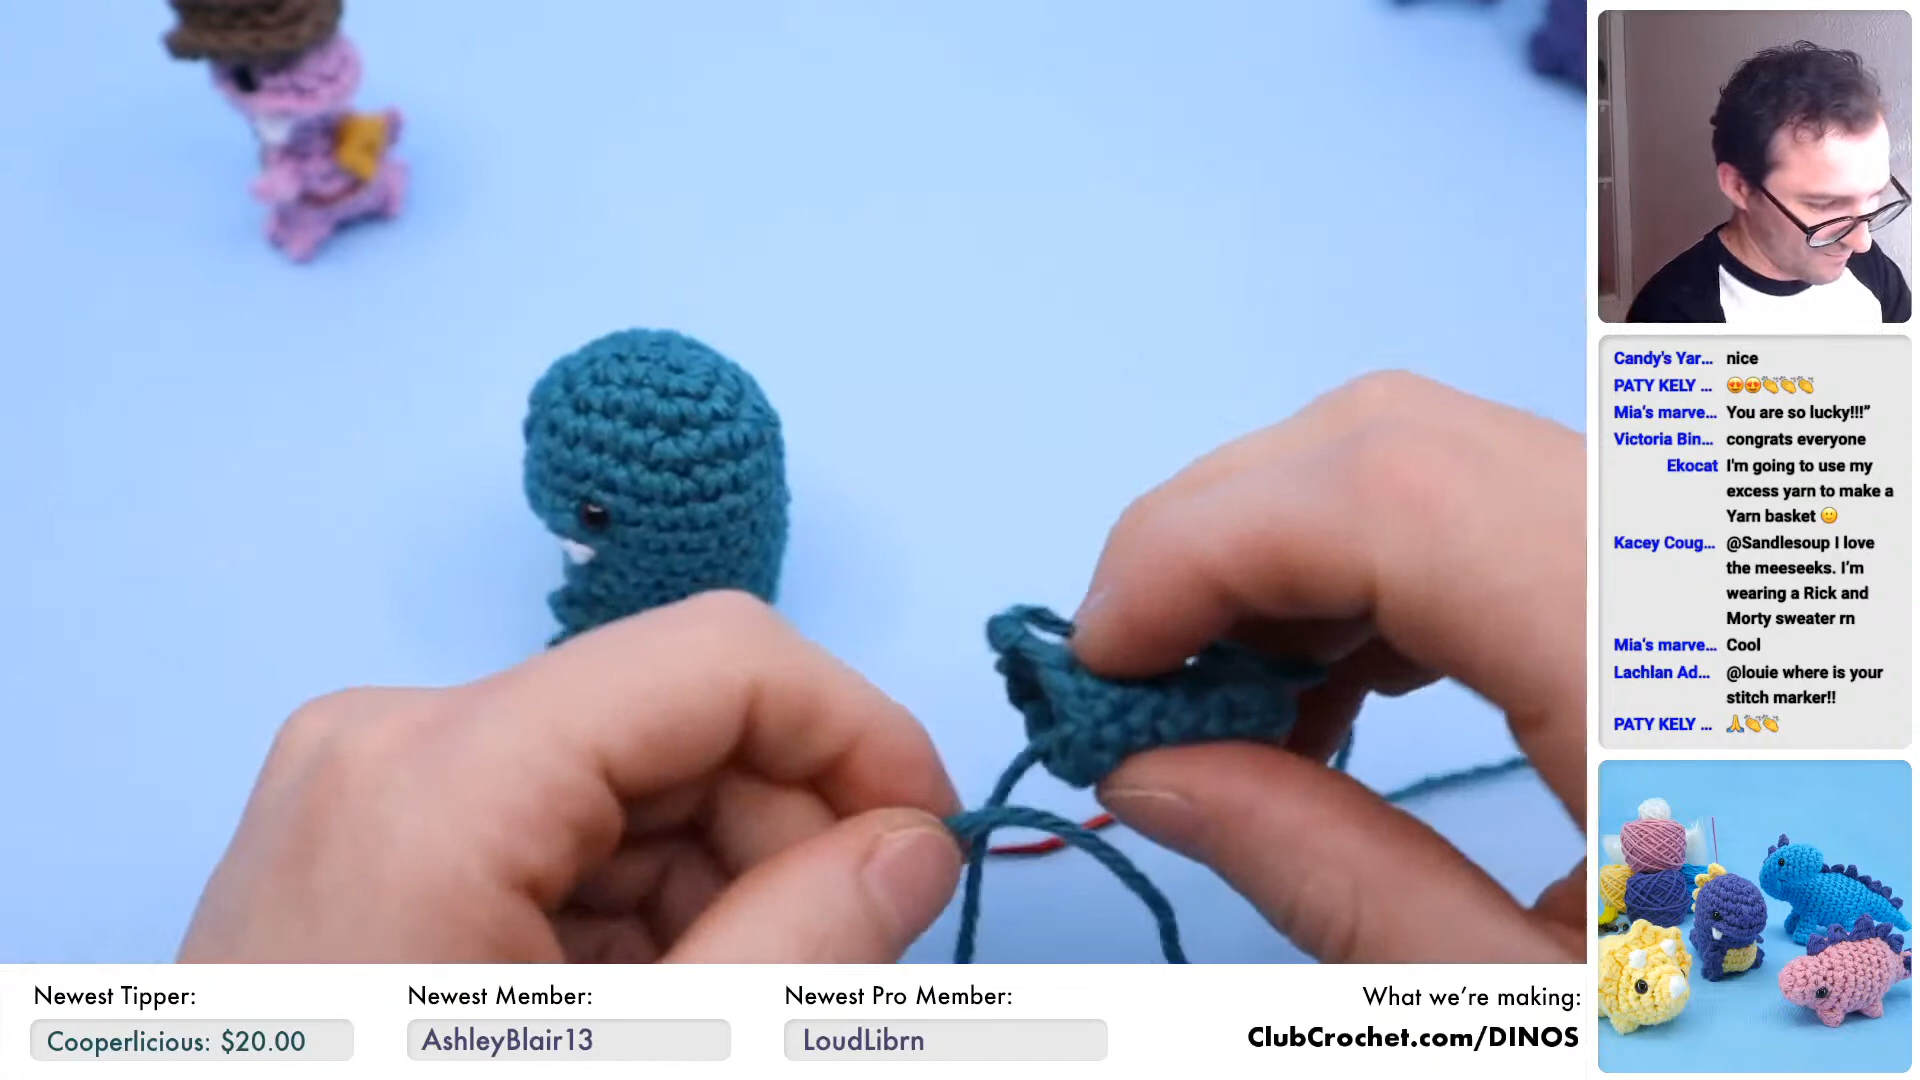 Candy's Yar... nice
PATY KELY ... 😍😍👏👏👏
Mia's marve... You are so lucky!!!”
Victoria Bin... congrats everyone
Ekocat I'm going to use my
excess yarn to make a
Yarn basket 🙂
Kacey Coug... @Sandlesoup I love
the meeseeks. I'm
wearing a Rick and
Morty sweater rn
Mia's marve... Cool
Lachlan Ad... @louie where is your
stitch marker!!
PATY KELY ... 🙏👏👏
Newest Tipper:
Cooperlicious: $20.00
Newest Member:
AshleyBlair13
Newest Pro Member:
LoudLibrn
What we're making:
ClubCrochet.com/DINOS